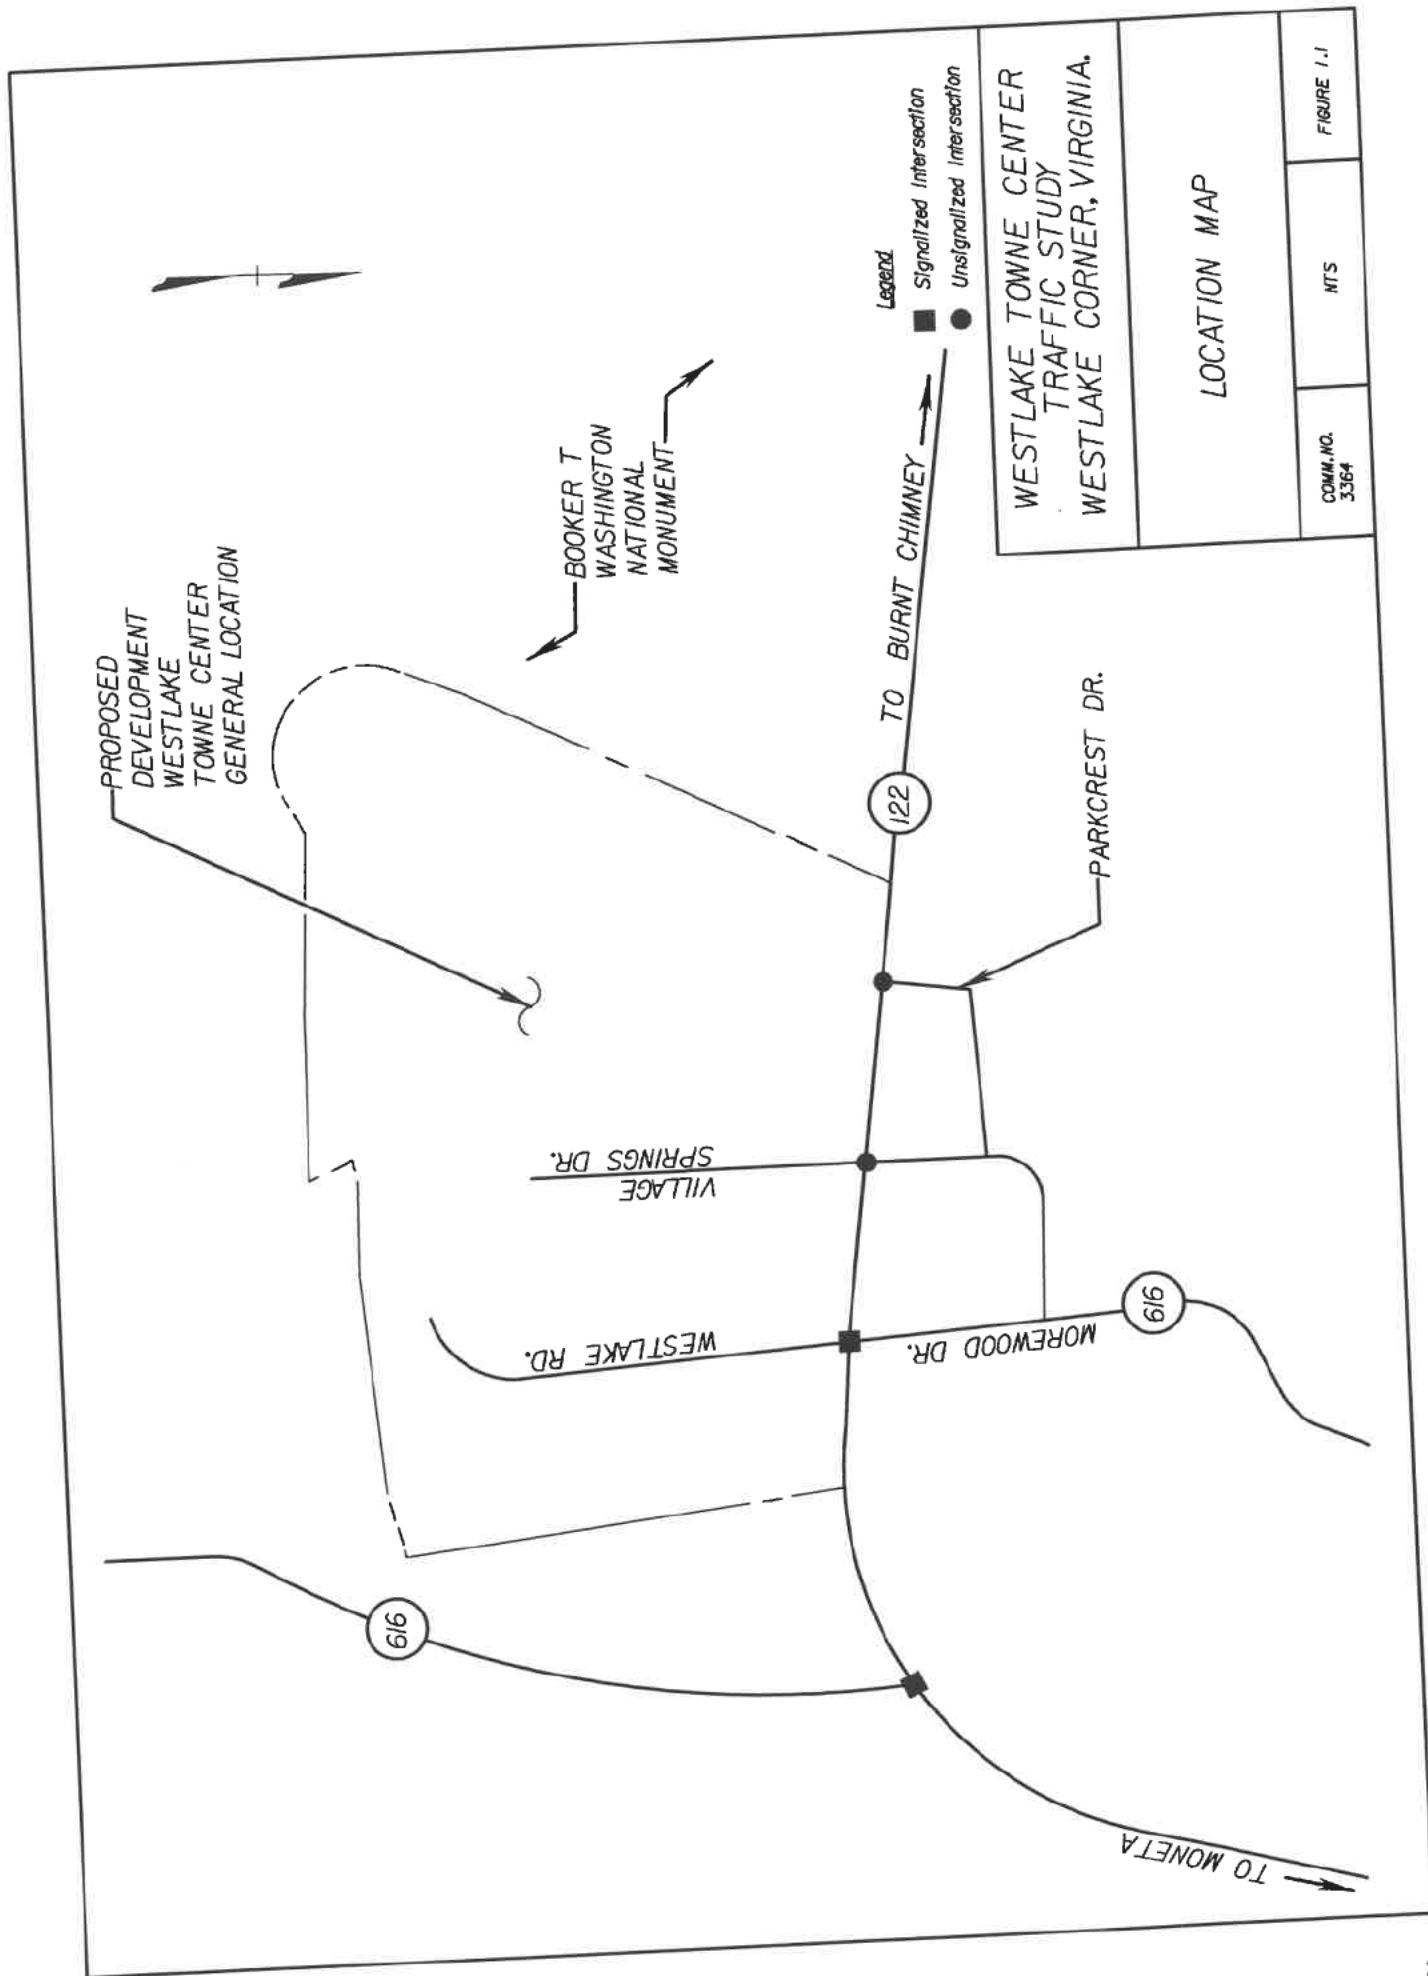 PROPOSED
DEVELOPMENT
WESTLAKE
TOWNE CENTER
GENERAL LOCATION
BOOKER T
WASHINGTON
NATIONAL
MONUMENT
616
WESTLAKE RD.
VILLAGE
SPRINGS DR.
122
TO BURNT CHIMNEY
MOREWOOD DR.
616
PARKCREST DR.
TO MONETA
Legend
Signalized Intersection
Unsignalized Intersection
WESTLAKE TOWNE CENTER
TRAFFIC STUDY
WESTLAKE CORNER, VIRGINIA.
LOCATION MAP
COMM. NO.
3364
NTS
FIGURE 1.1